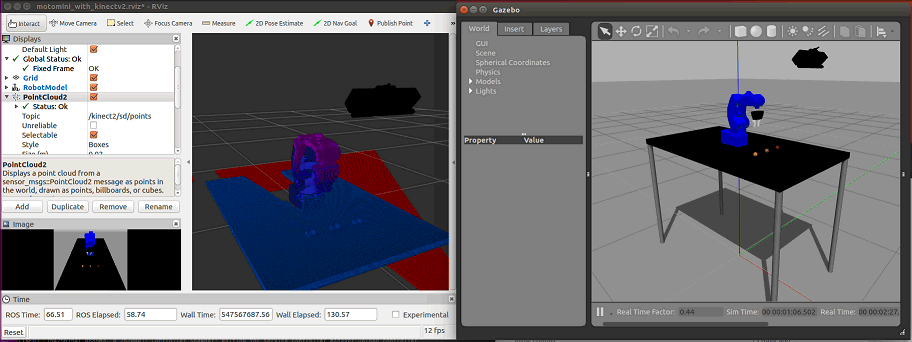 motomini_with_kinectv2.rviz* - RViz
Interact Move Camera Select Focus Camera Measure 2D Pose Estimate 2D Nav Goal Publish Point
Displays
Default Light
Global Status: Ok
Fixed Frame OK
Grid
RobotModel
PointCloud2
Status: Ok
Topic /kinect2/sd/points
Unreliable
Selectable
Style Boxes
Size (m) 0.02
PointCloud2
Displays a point cloud from a
sensor_msgs::PointCloud2 message as points in
the world, drawn as points, billboards, or cubes.
Add Duplicate Remove Rename
Image
Time
ROS Time: 66.51 ROS Elapsed: 58.74 Wall Time: 547567687.56 Wall Elapsed: 130.57 Experimental
Reset 12 fps
Gazebo
World Insert Layers
GUI
Scene
Spherical Coordinates
Physics
Models
Lights
Property Value
Real Time Factor: 0.44 Sim Time: 00 00:01:06.502 Real Time: 00 00:02:27.